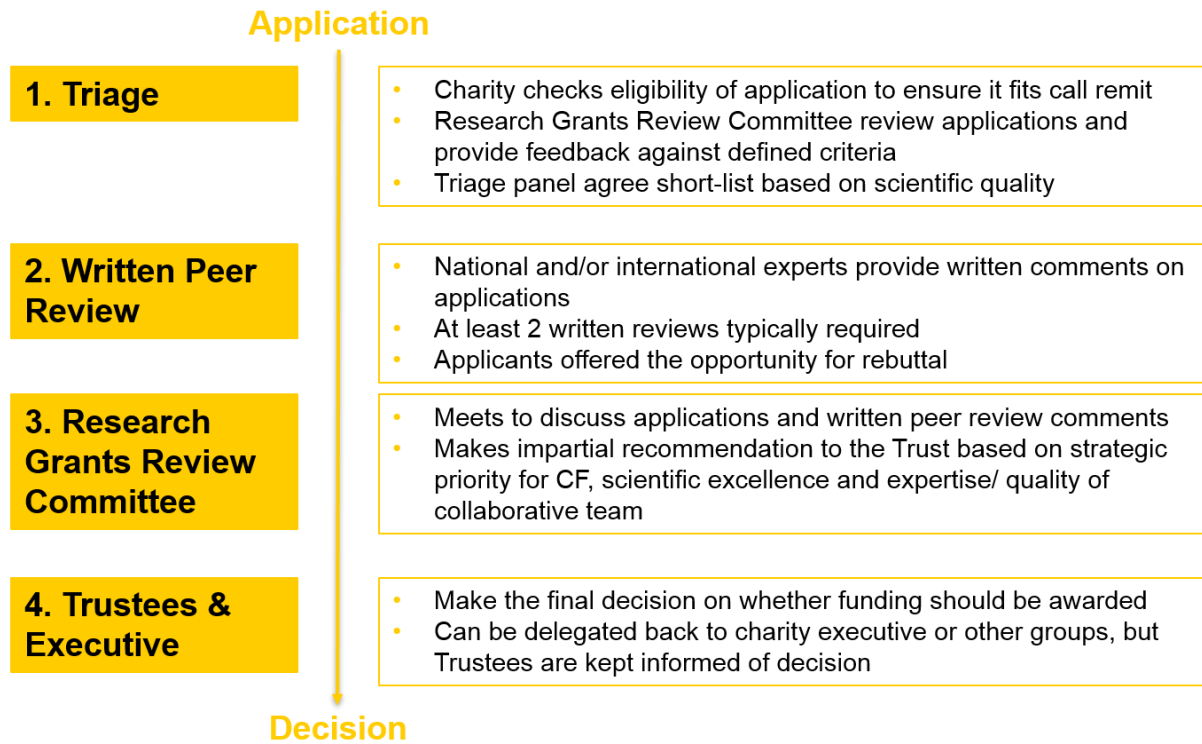 Application
1. Triage
• Charity checks eligibility of application to ensure it fits call remit
• Research Grants Review Committee review applications and
provide feedback against defined criteria
• Triage panel agree short-list based on scientific quality
2. Written Peer
Review
• National and/or international experts provide written comments on
applications
• At least 2 written reviews typically required
• Applicants offered the opportunity for rebuttal
3. Research
Grants Review
Committee
• Meets to discuss applications and written peer review comments
• Makes impartial recommendation to the Trust based on strategic
priority for CF, scientific excellence and expertise/ quality of
collaborative team
4. Trustees &
Executive
• Make the final decision on whether funding should be awarded
• Can be delegated back to charity executive or other groups, but
Trustees are kept informed of decision
Decision